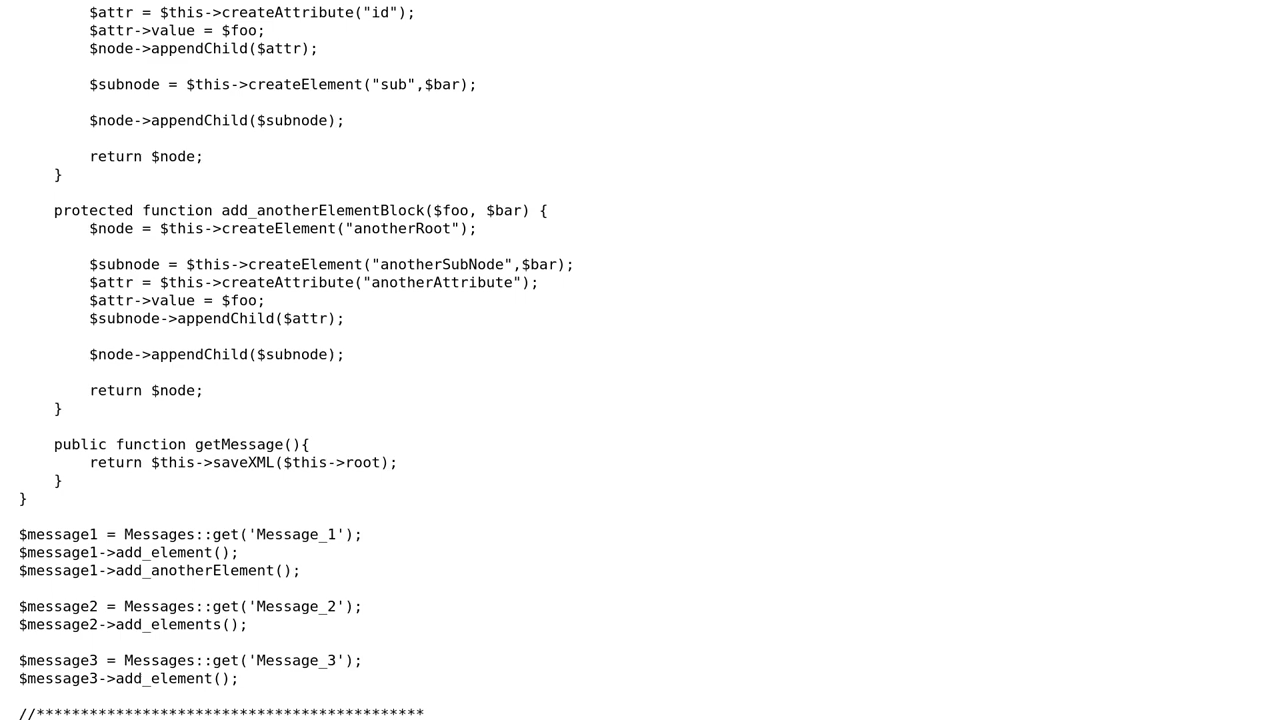 $attr = $this->createAttribute("id");
$attr->value = $foo;
$node->appendChild($attr);
$subnode = $this->createElement("sub",$bar);
$node->appendChild($subnode);
return $node;
}
protected function add_anotherElementBlock($foo, $bar) {
$node = $this->createElement("anotherRoot");
$subnode = $this->createElement("anotherSubNode",$bar);
$attr = $this->createAttribute("anotherAttribute");
$attr->value = $foo;
$subnode->appendChild($attr);
$node->appendChild($subnode);
return $node;
}
public function getMessage(){
return $this->saveXML($this->root);
}
}
$message1 = Messages::get('Message_1');
$message1->add_element();
$message1->add_anotherElement();
$message2 = Messages::get('Message_2');
$message2->add_elements();
$message3 = Messages::get('Message_3');
$message3->add_element();
//********************************************